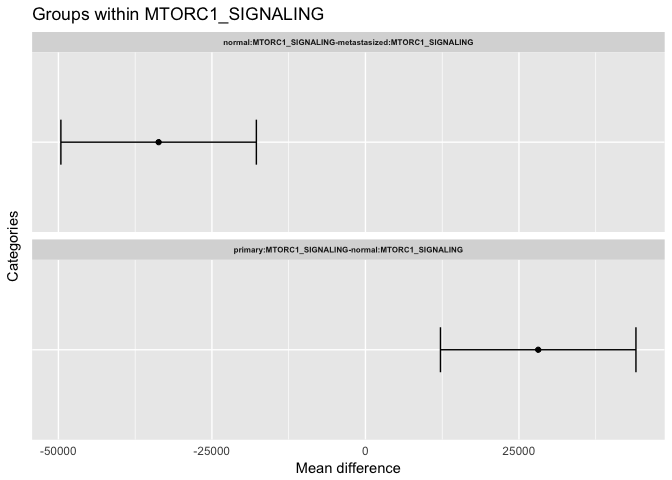 Groups within MTORC1_SIGNALING
normal:MTORC1_SIGNALING-metastasized:MTORC1_SIGNALING
primary:MTORC1_SIGNALING-normal:MTORC1_SIGNALING
Categories
-50000 -25000 0 25000
Mean difference